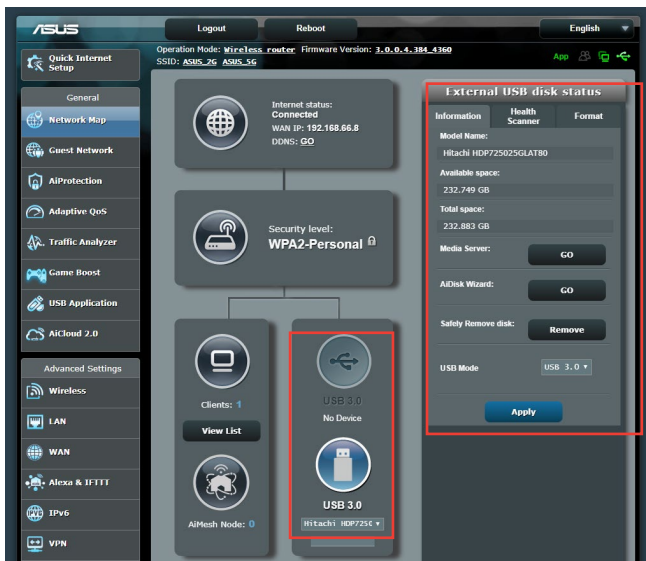 ASUS
Logout
Reboot
English
Quick Internet
Setup
Operation Mode: Wireless router Firmware Version: 3.0.0.4.384_4360
SSID: ASUS_2G ASUS_5G
App
General
Network Map
Guest Network
AiProtection
Adaptive QoS
Traffic Analyzer
Game Boost
USB Application
AiCloud 2.0
Advanced Settings
Wireless
LAN
WAN
Alexa & IFTTT
IPv6
VPN
Internet status:
Connected
WAN IP: 192.168.66.8
DDNS: GO
Security level:
WPA2-Personal
Clients: 1
View List
AiMesh Node: 0
USB 3.0
No Device
USB 3.0
Hitachi HDP725C
External USB disk status
Information
Health
Scanner
Format
Model Name:
Hitachi HDP725025GLAT80
Available space:
232.749 GB
Total space:
232.883 GB
Media Server:
GO
AiDisk Wizard:
GO
Safely Remove disk:
Remove
USB Mode
USB 3.0
Apply